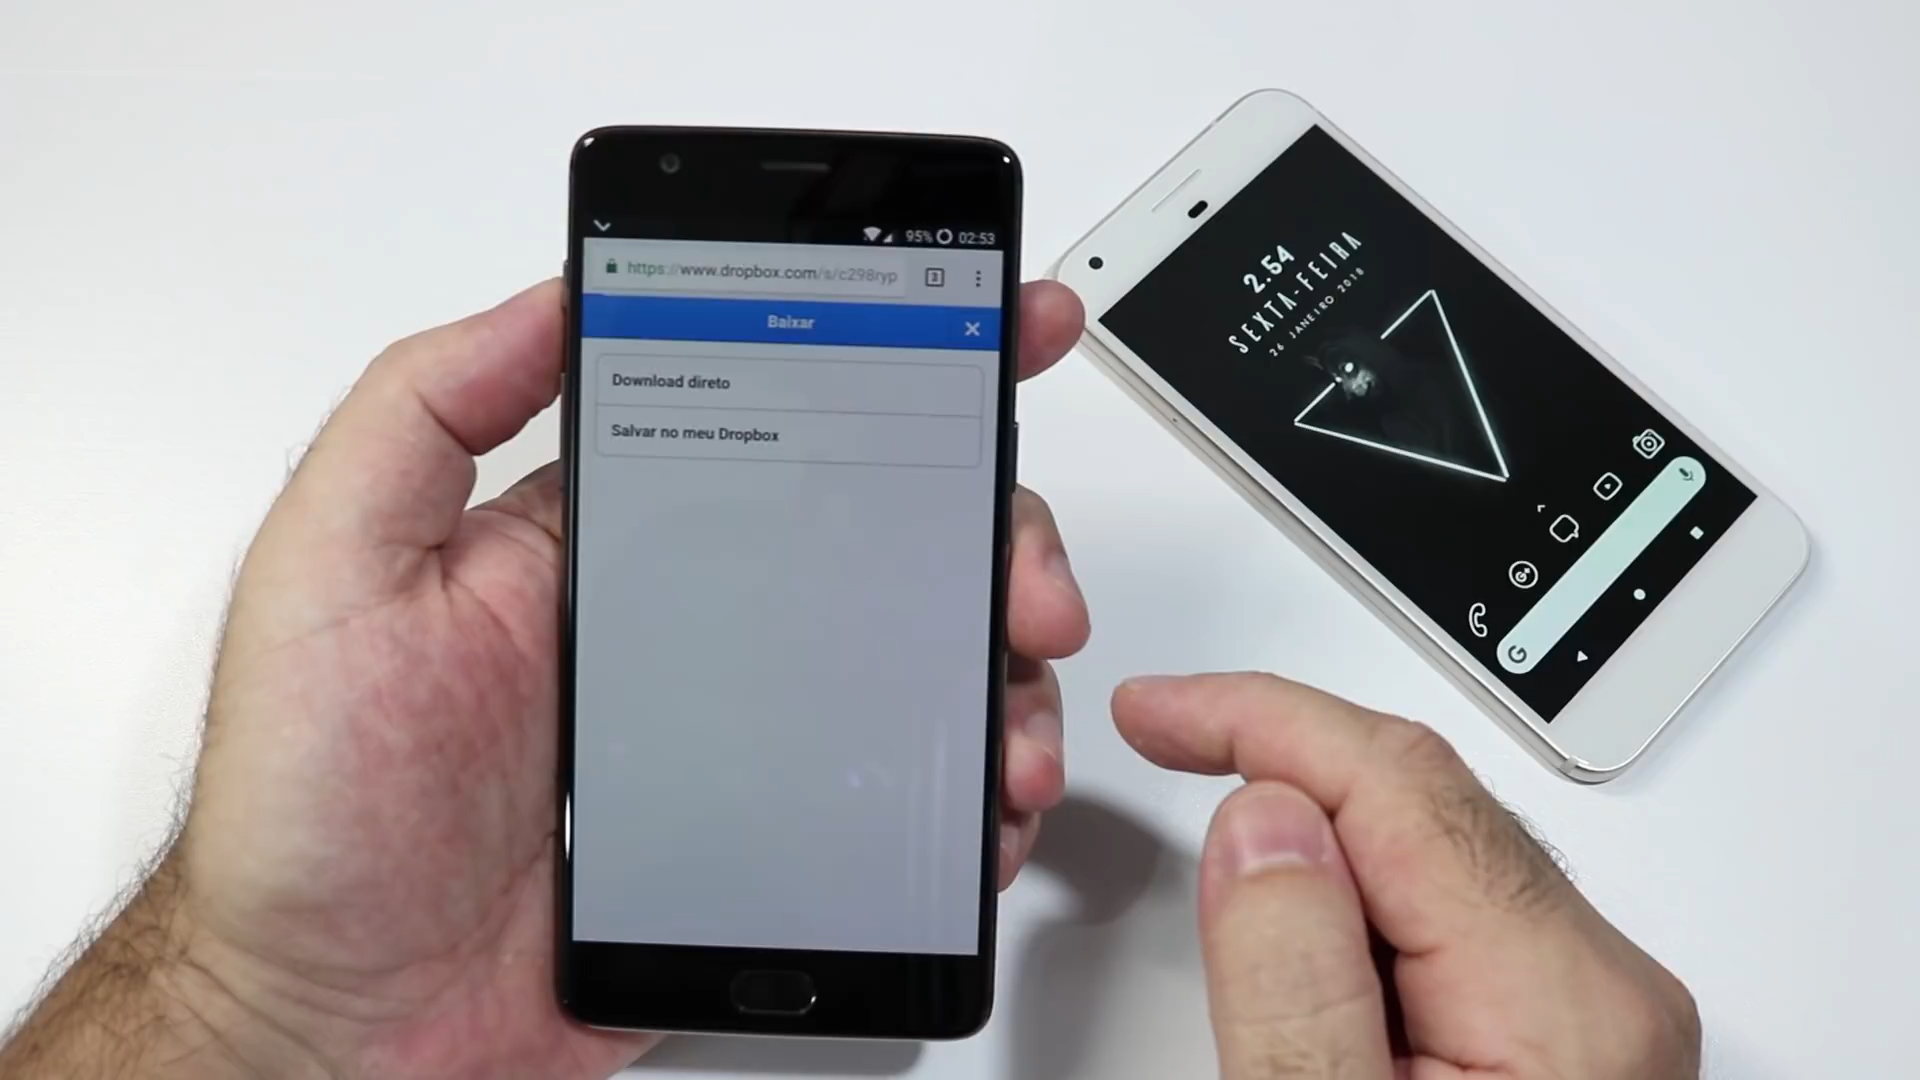 95% 02:53
https://www.dropbox.com/s/c298ryp
3
Baixar
Download direto
Salvar no meu Dropbox
2.54
SEXTA-FEIRA
26 JANEIRO 2018
G+
G